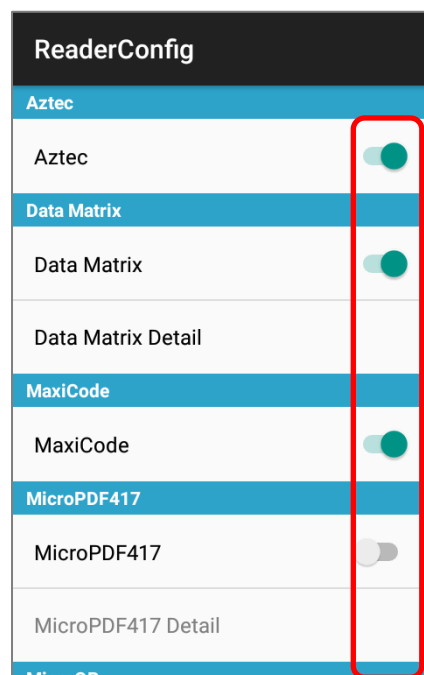 ReaderConfig
Aztec
Aztec
Data Matrix
Data Matrix
Data Matrix Detail
MaxiCode
MaxiCode
MicroPDF417
MicroPDF417
MicroPDF417 Detail